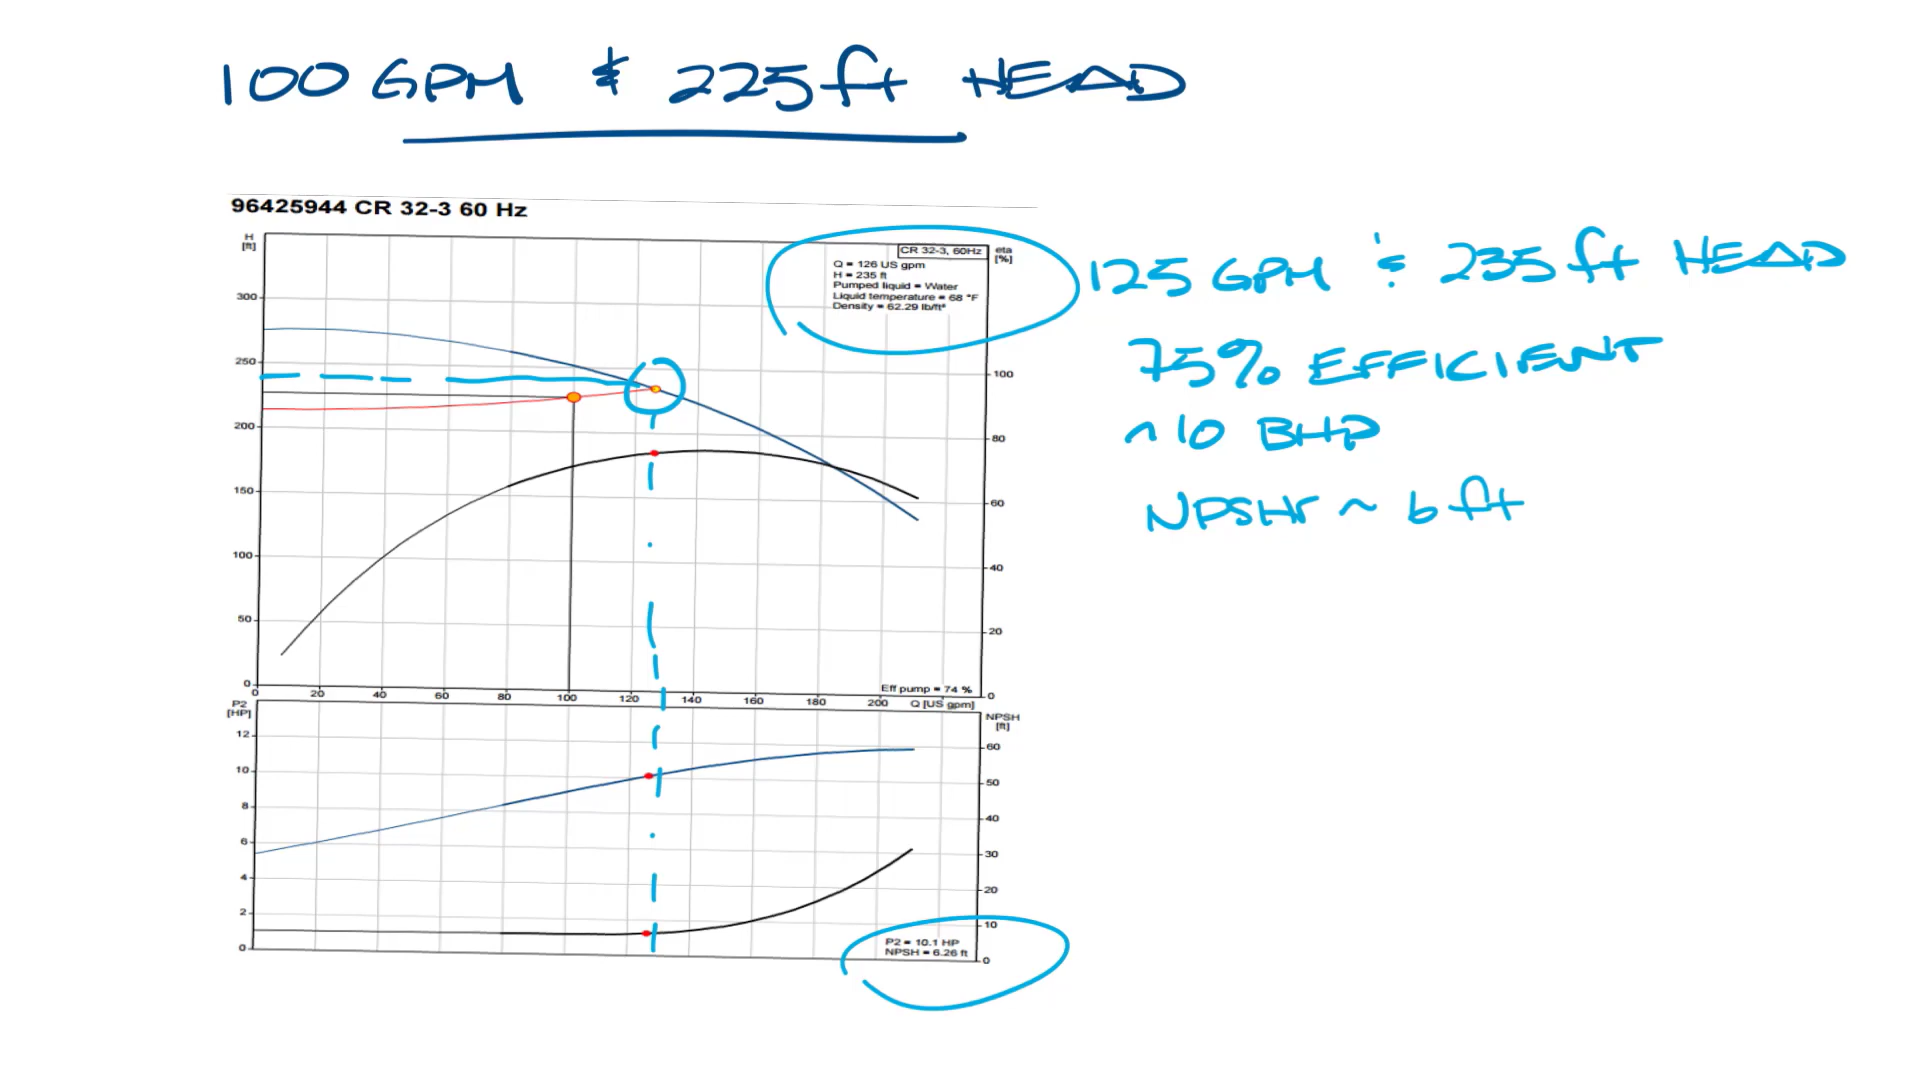 100 GPM & 225 ft HEAD
96425944 CR 32-3 60 Hz
H
[ft]
CR 32-3, 60Hz
eta
[%]
Q = 126 US gpm
H = 235 ft
Pumped liquid = Water
Liquid temperature = 68 °F
Density = 62.29 lb/ft³
125 GPM & 235 ft HEAD
75% EFFICIENT
~ 10 BHP
NPSHr ~ 6 ft
300
250
200
150
100
50
0
100
80
60
40
20
0
Eff pump = 74 %
0 20 40 60 80 100 120 140 160 180 200 Q [US gpm]
P2
[HP]
NPSH
[ft]
12
10
8
6
4
2
0
60
50
40
30
20
10
0
P2 = 10.1 HP
NPSH = 6.26 ft